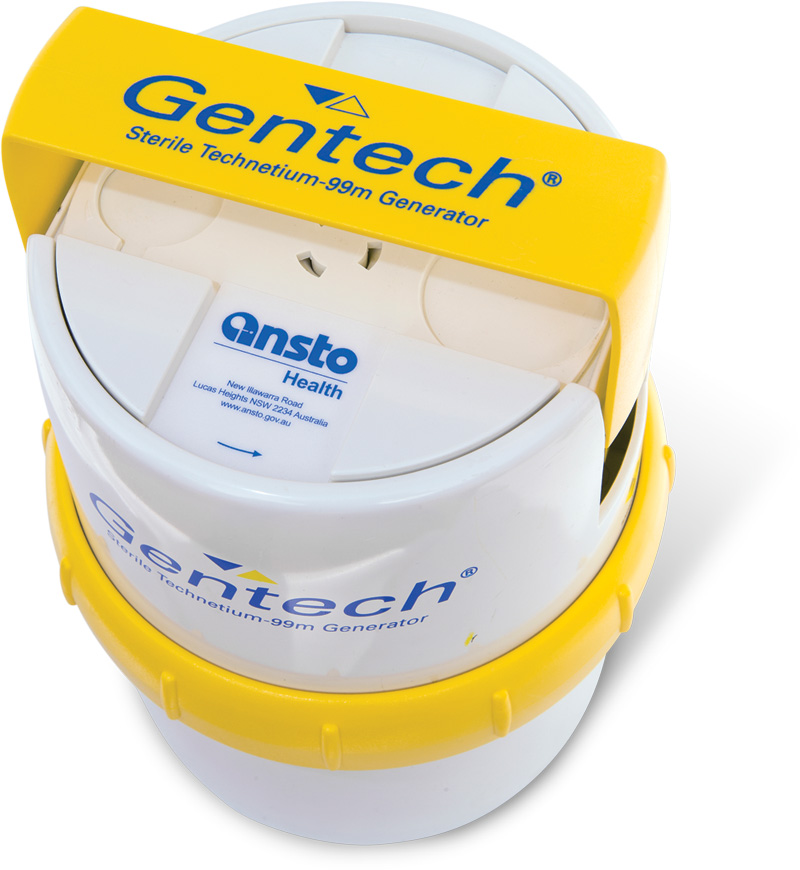 Gentech®
Sterile Technetium-99m Generator
ansto
Health
New Illawarra Road
Lucas Heights NSW 2234 Australia
www.ansto.gov.au
Gentech®
Sterile Technetium-99m Generator